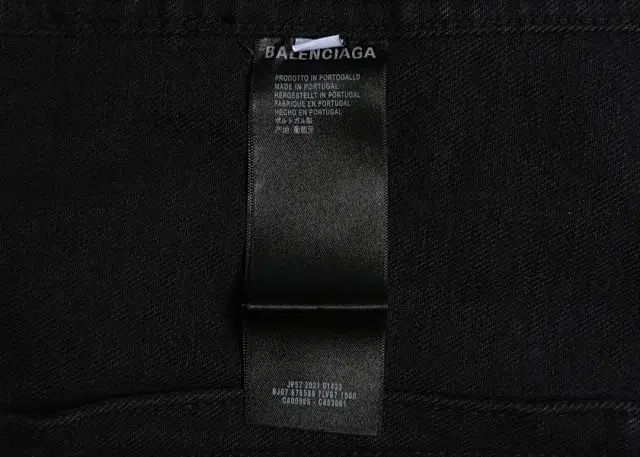 BALENCIAGA
PRODOTTO IN PORTOGALLO
MADE IN PORTUGAL
HERGESTELLT IN PORTUGAL
FABRIQUE EN PORTUGAL
HECHO EN PORTUGAL
ポルトガル製
产地:葡萄牙
2021